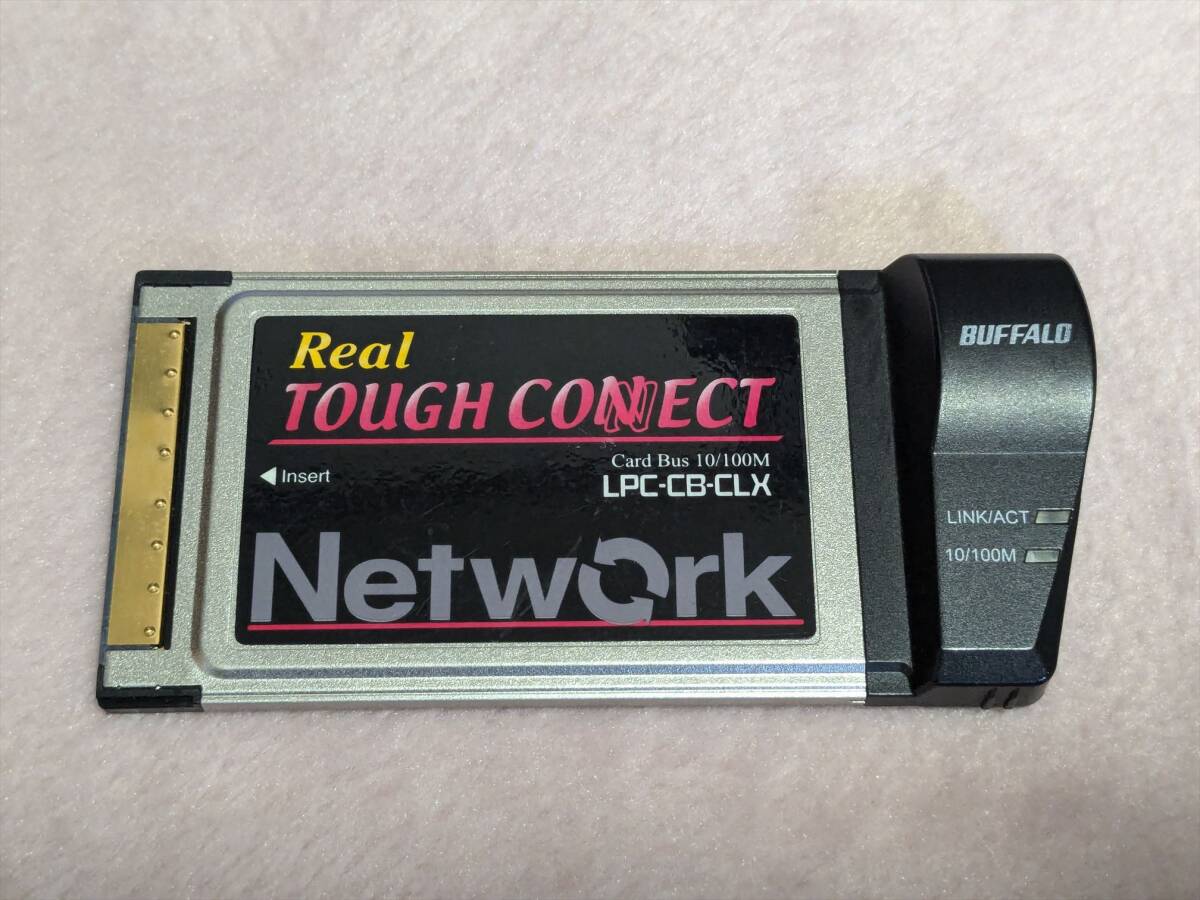 Real
TOUGH CONNECT
Insert
Card Bus 10/100M
LPC-CB-CLX
Network
BUFFALO
LINK/ACT
10/100M